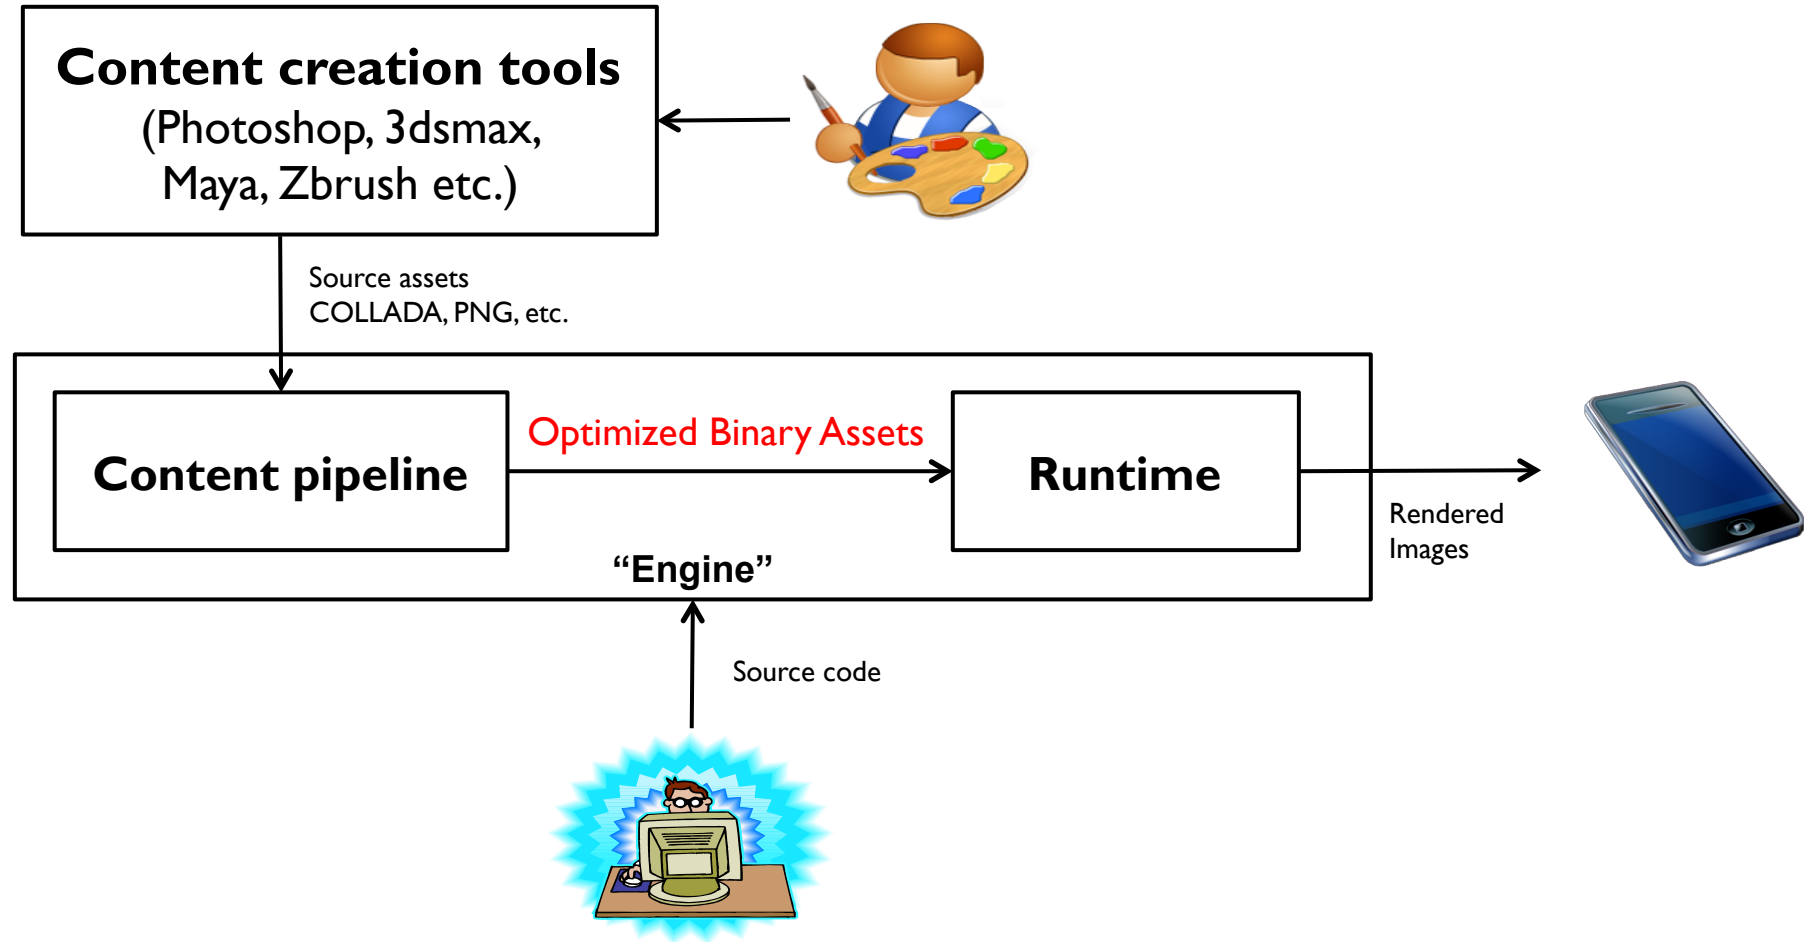 Content creation tools
(Photoshop, 3dsmax,
Maya, Zbrush etc.)
Source assets
COLLADA, PNG, etc.
Content pipeline
Optimized Binary Assets
Runtime
Rendered
Images
“Engine”
Source code